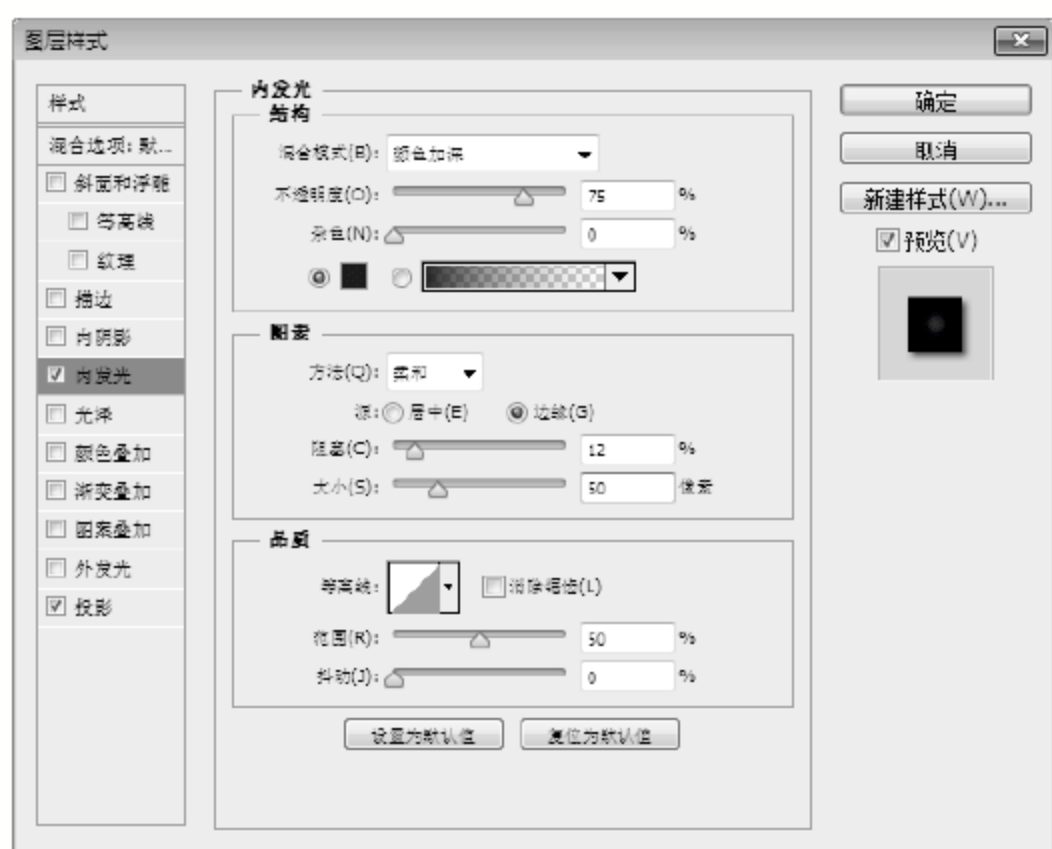 图层样式
样式
混合选项: 默...
斜面和浮雕
等高线
纹理
描边
内阴影
内发光
光泽
颜色叠加
渐变叠加
图案叠加
外发光
投影
内发光
结构
混合模式(B): 颜色加深
不透明度(O): 75 %
杂色(N): 0 %
图素
方法(Q): 柔和
源: 居中(E) 边缘(G)
阻塞(C): 12 %
大小(S): 50 像素
品质
等高线: 消除锯齿(L)
范围(R): 50 %
抖动(J): 0 %
设置为默认值 复位为默认值
确定
取消
新建样式(W)...
预览(V)